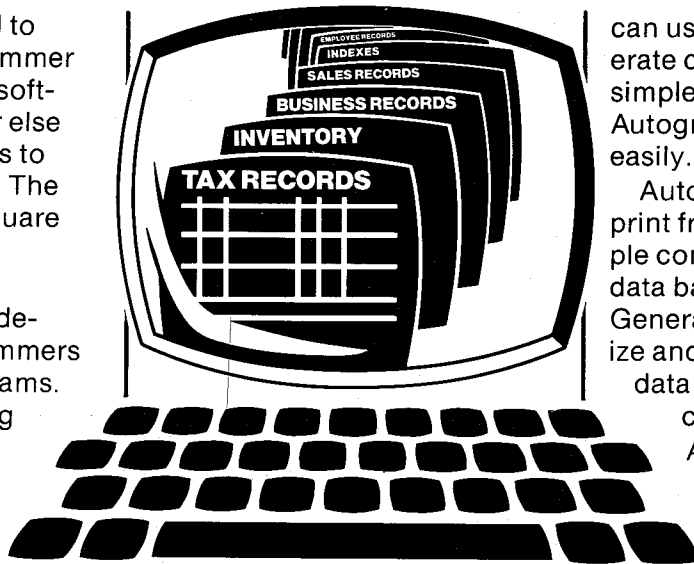 to
mmer
soft-
r else
s to
The
uare
de-
mmers
ams.
g
EMPLOYEE RECORDS
INDEXES
SALES RECORDS
BUSINESS RECORDS
INVENTORY
TAX RECORDS
can us
erate
simple
Autogr
easily.
Auto
print fr
ple co
data ba
Genera
ize and
data